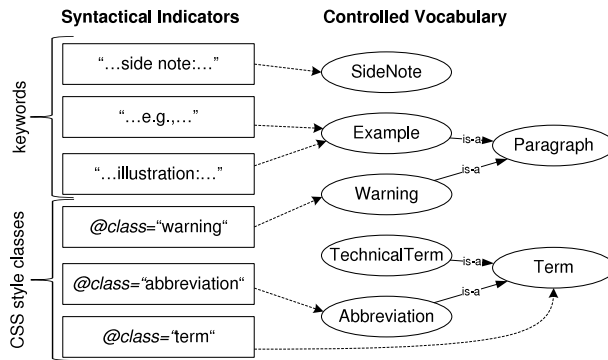 Syntactical Indicators
Controlled Vocabulary
keywords
“…side note:…”
SideNote
“…e.g.,…”
Example
is-a
Paragraph
“…illustration:…”
is-a
Warning
CSS style classes
@class=“warning“
TechnicalTerm
is-a
Term
@class=“abbreviation“
is-a
Abbreviation
@class=“term“